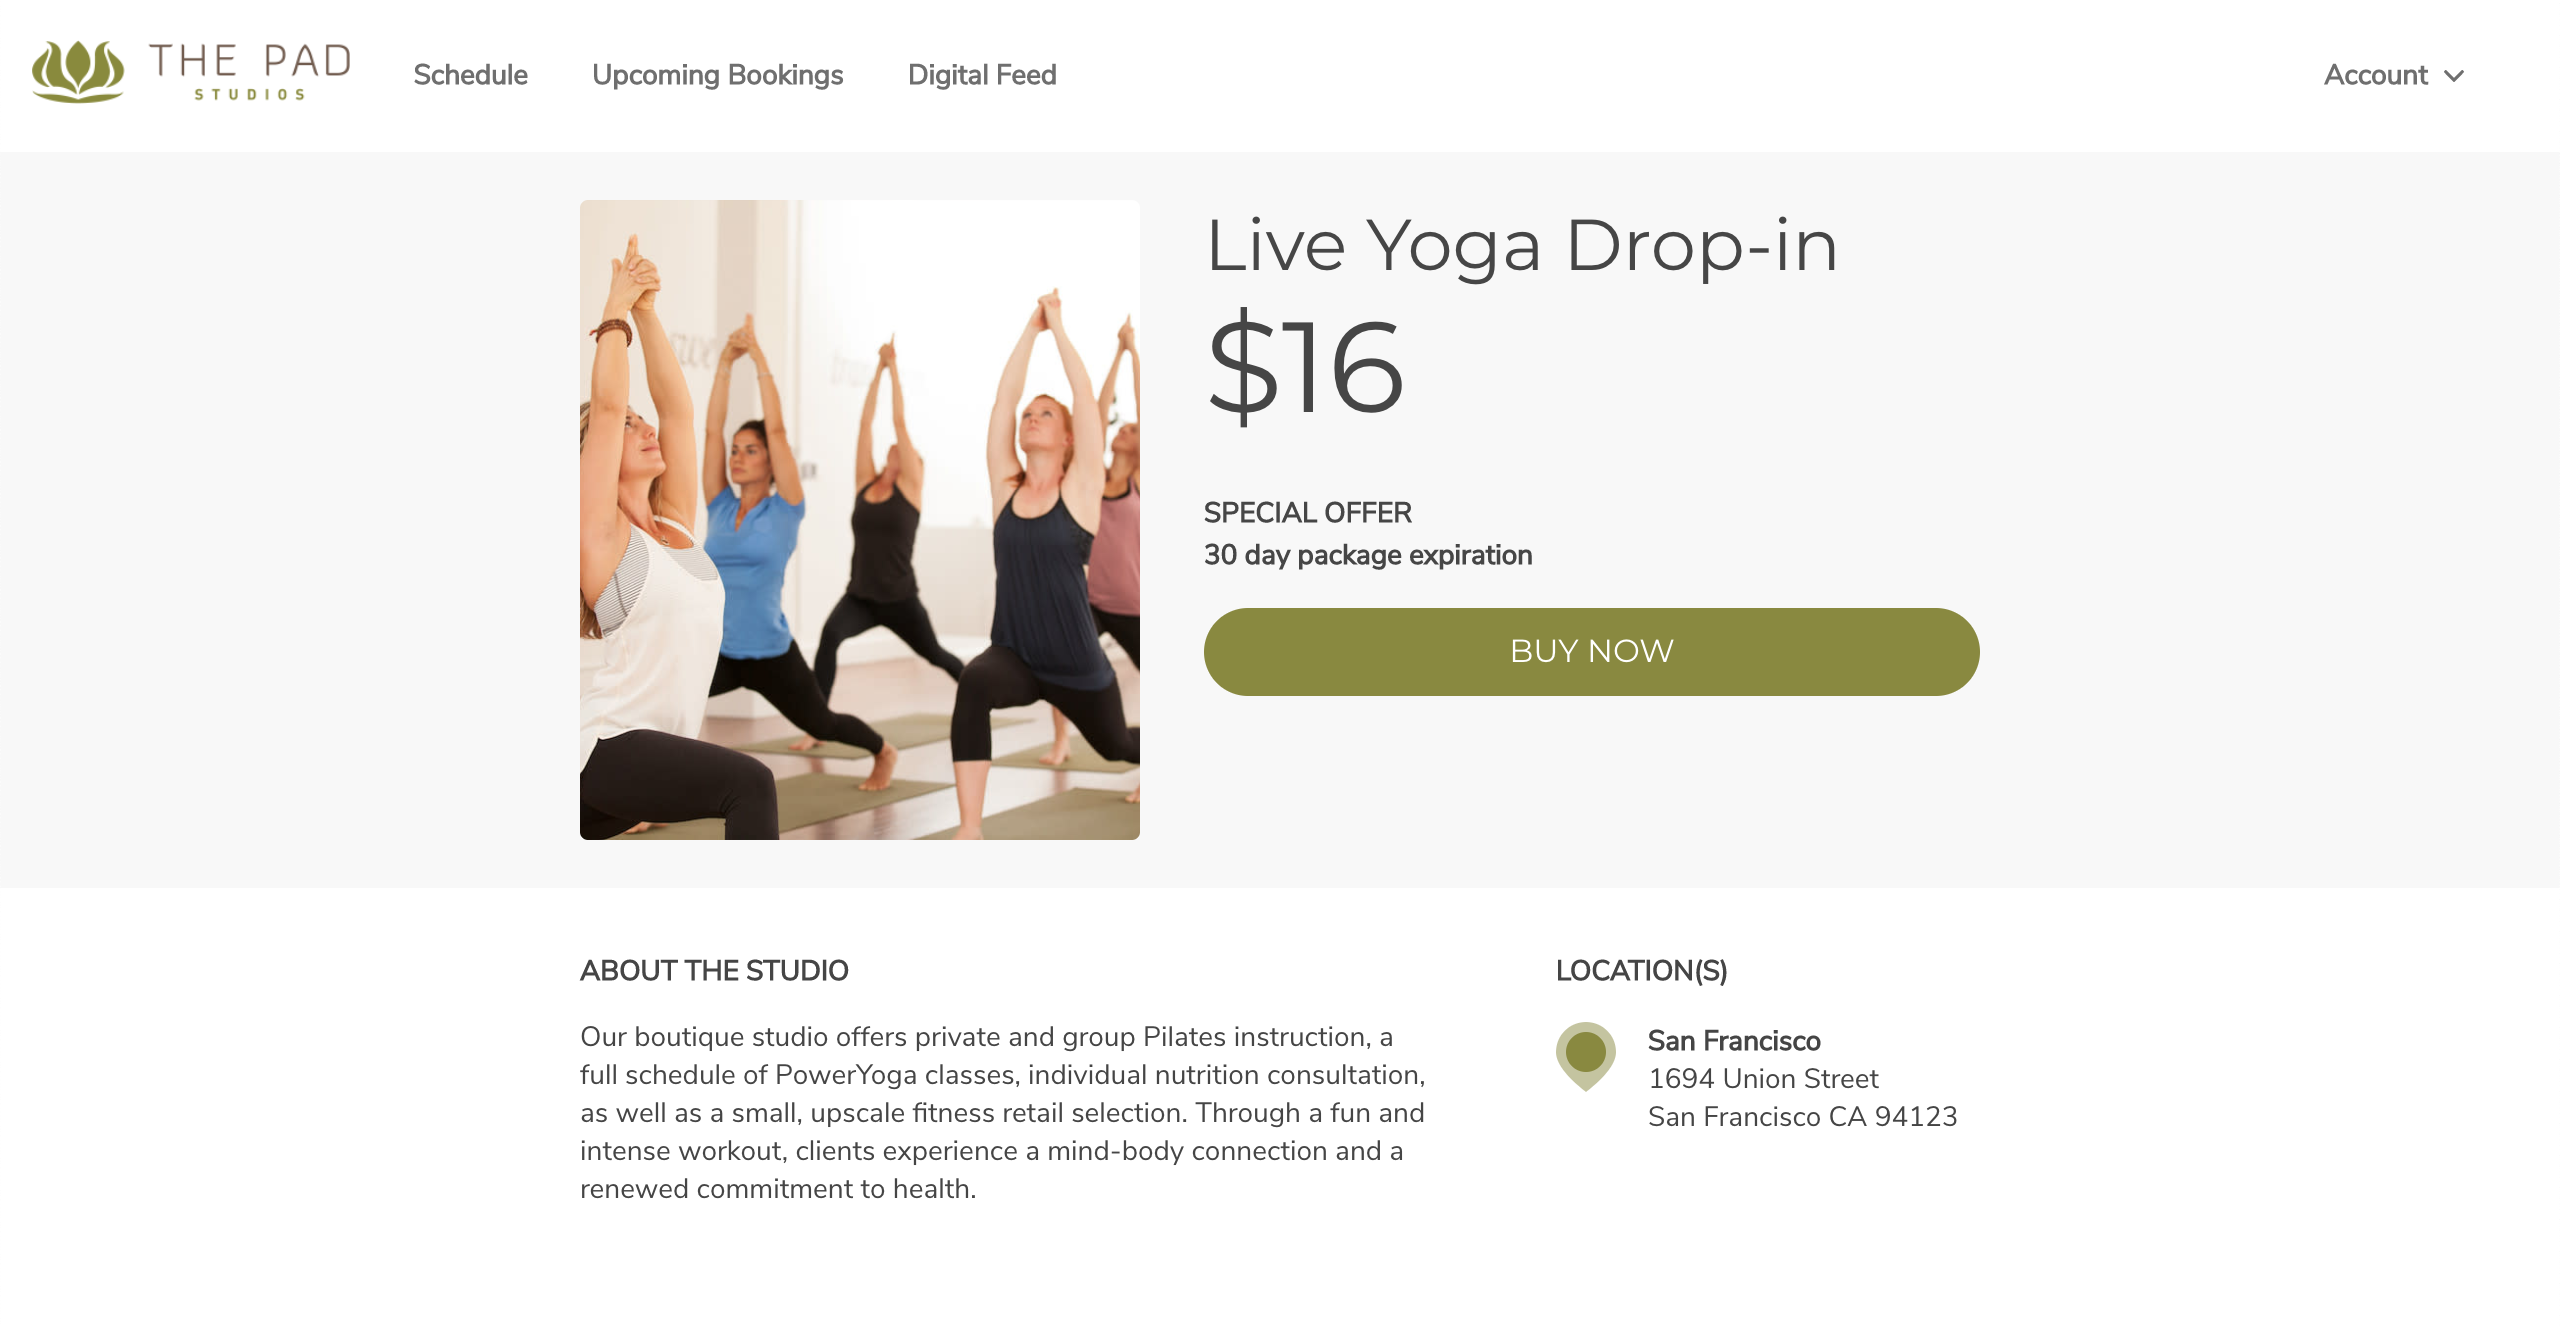 THE PAD
STUDIOS
Schedule
Upcoming Bookings
Digital Feed
Account
Live Yoga Drop-in
$16
SPECIAL OFFER
30 day package expiration
BUY NOW
ABOUT THE STUDIO
Our boutique studio offers private and group Pilates instruction, a
full schedule of PowerYoga classes, individual nutrition consultation,
as well as a small, upscale fitness retail selection. Through a fun and
intense workout, clients experience a mind-body connection and a
renewed commitment to health.
LOCATION(S)
San Francisco
1694 Union Street
San Francisco CA 94123